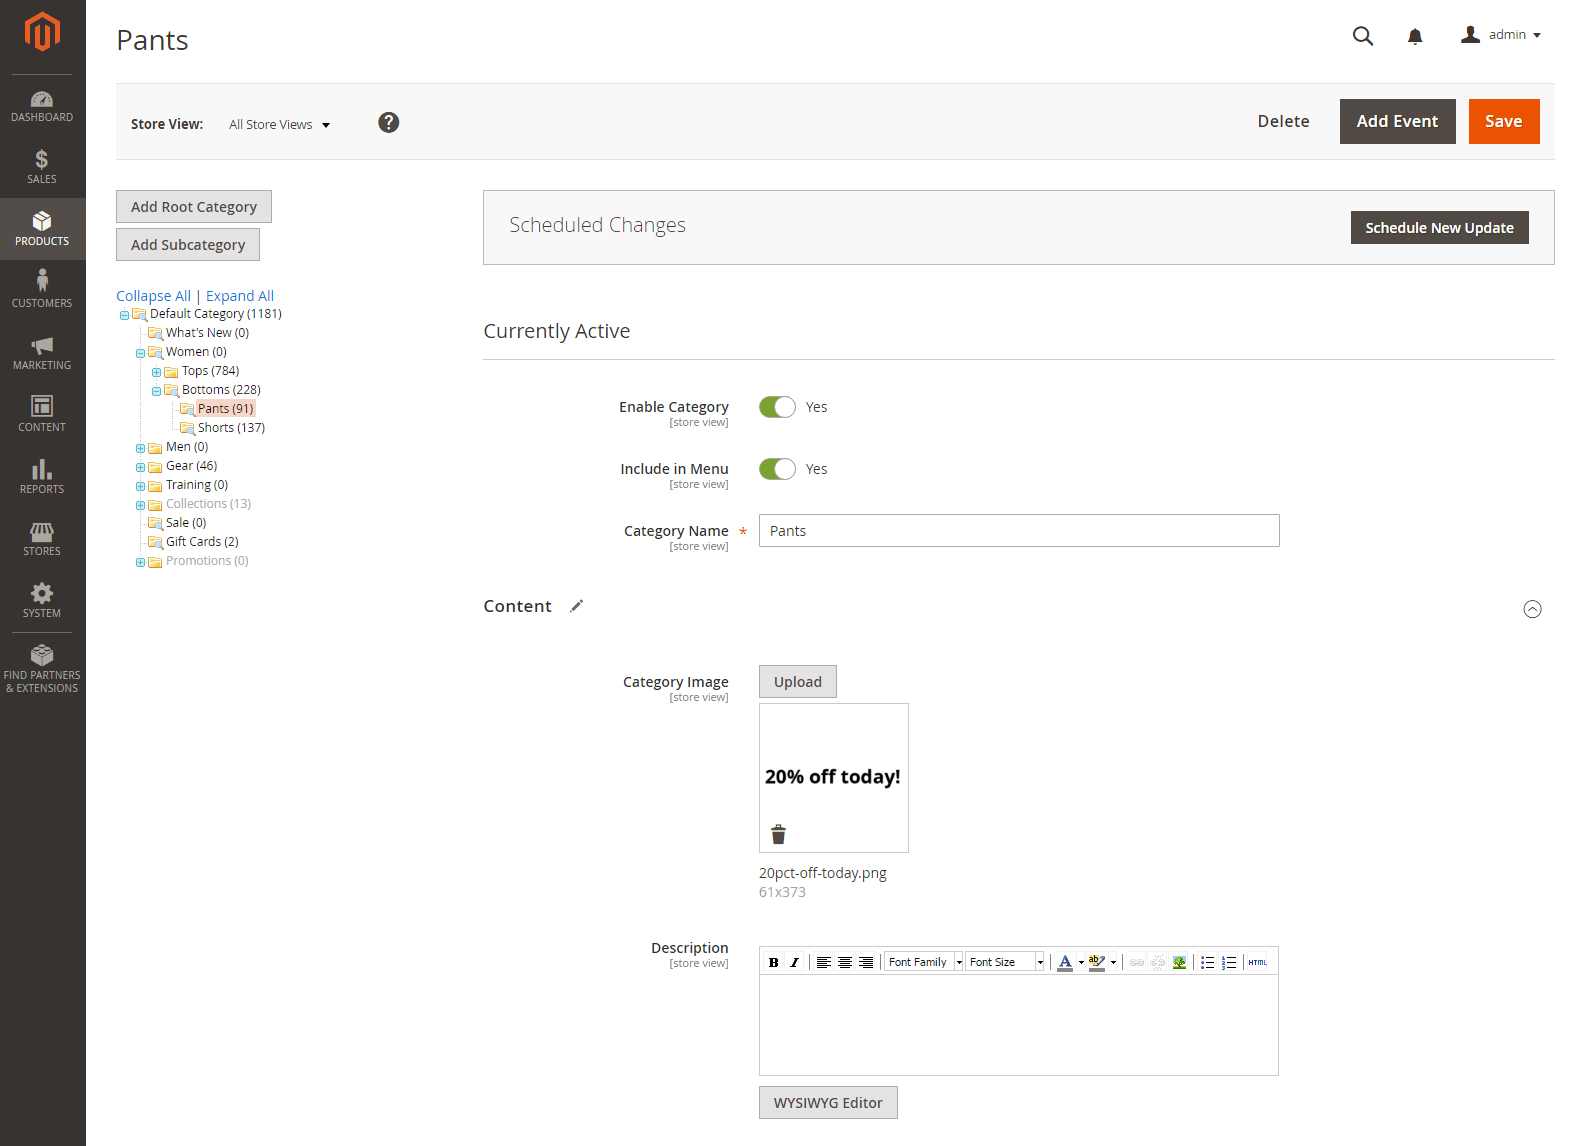 Pants
admin
DASHBOARD
SALES
PRODUCTS
CUSTOMERS
MARKETING
CONTENT
REPORTS
STORES
SYSTEM
FIND PARTNERS
& EXTENSIONS
Store View: All Store Views ?
Delete Add Event Save
Add Root Category
Add Subcategory
Collapse All | Expand All
Default Category (1181)
What's New (0)
Women (0)
Tops (784)
Bottoms (228)
Pants (91)
Shorts (137)
Men (0)
Gear (46)
Training (0)
Collections (13)
Sale (0)
Gift Cards (2)
Promotions (0)
Scheduled Changes Schedule New Update
Currently Active
Enable Category Yes
[store view]
Include in Menu Yes
[store view]
Category Name * Pants
[store view]
Content
Category Image Upload
[store view]
20% off today!
20pct-off-today.png
61x373
Description
[store view]
B I Font Family Font Size A ab HTML
WYSIWYG Editor